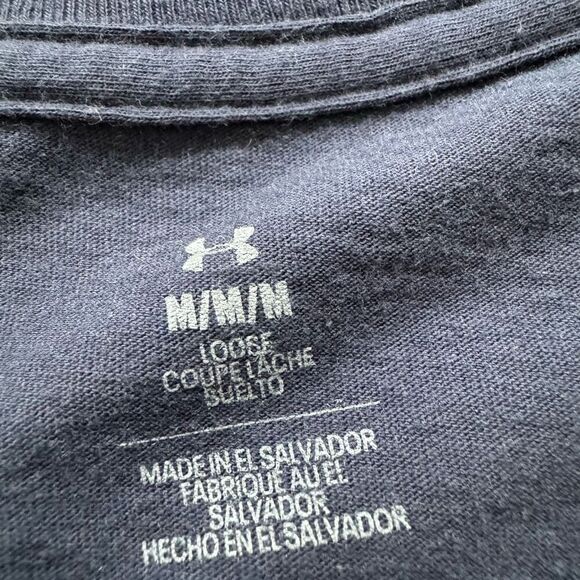 M/M/M
LOOSE
COUPE LÂCHE
SUELTO
MADE IN EL SALVADOR
FABRIQUÉ AU EL
SALVADOR
HECHO EN EL SALVADOR